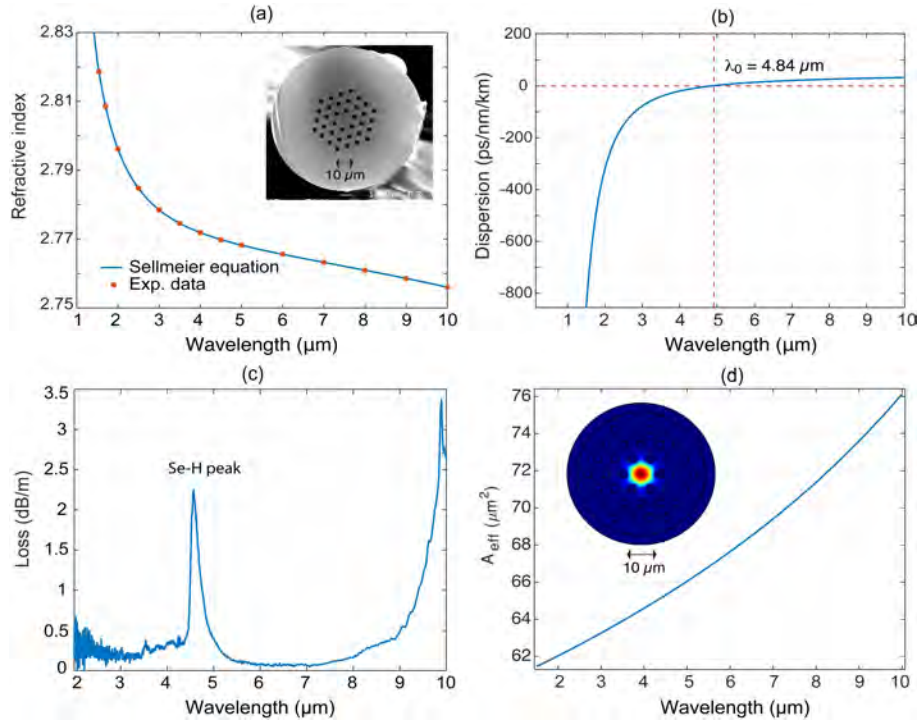 (a)
2.83
2.81
2.79
2.77
2.75
Refractive index
10 μm
Sellmeier equation
Exp. data
1 2 3 4 5 6 7 8 9 10
Wavelength (μm)
(b)
200
0
-200
-400
-600
-800
Dispersion (ps/nm/km)
λ0 = 4.84 μm
1 2 3 4 5 6 7 8 9 10
Wavelength (μm)
(c)
3.5
3
2.5
2
1.5
1
0.5
0
Loss (dB/m)
Se-H peak
2 3 4 5 6 7 8 9 10
Wavelength (μm)
(d)
76
74
72
70
68
66
64
62
A eff (μm²)
10 μm
2 3 4 5 6 7 8 9 10
Wavelength (μm)